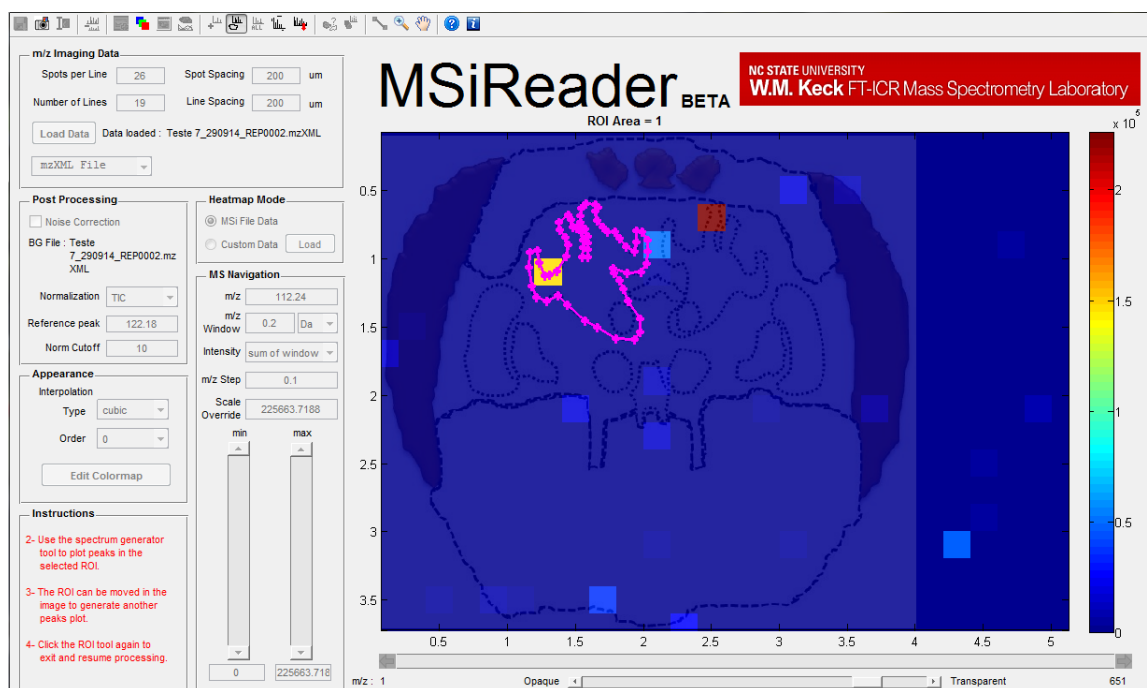 m/z Imaging Data
Spots per Line 26 Spot Spacing 200 um
Number of Lines 19 Line Spacing 200 um
Load Data Data loaded : Teste 7_290914_REP0002.mzXML
mzXML File
Post Processing
Noise Correction
BG File : Teste
7_290914_REP0002.mz
XML
Normalization TIC
Reference peak 122.18
Norm Cutoff 10
Appearance
Interpolation
Type cubic
Order 0
Edit Colormap
Instructions
2- Use the spectrum generator
tool to plot peaks in the
selected ROI.
3- The ROI can be moved in the
image to generate another
peaks plot.
4- Click the ROI tool again to
exit and resume processing.
Heatmap Mode
MSi File Data
Custom Data Load
MS Navigation
m/z 112.24
m/z
Window 0.2 Da
Intensity sum of window
m/z Step 0.1
Scale
Override 225663.7188
min max
0 225663.718
MSiReader BETA
NC STATE UNIVERSITY
W.M. Keck FT-ICR Mass Spectrometry Laboratory
ROI Area = 1
x 10^5
0.5
1
1.5
2
2.5
3
3.5
0.5 1 1.5 2 2.5 3 3.5 4 4.5 5
2
1.5
1
0.5
0
m/z : 1 Opaque Transparent 651
ALL